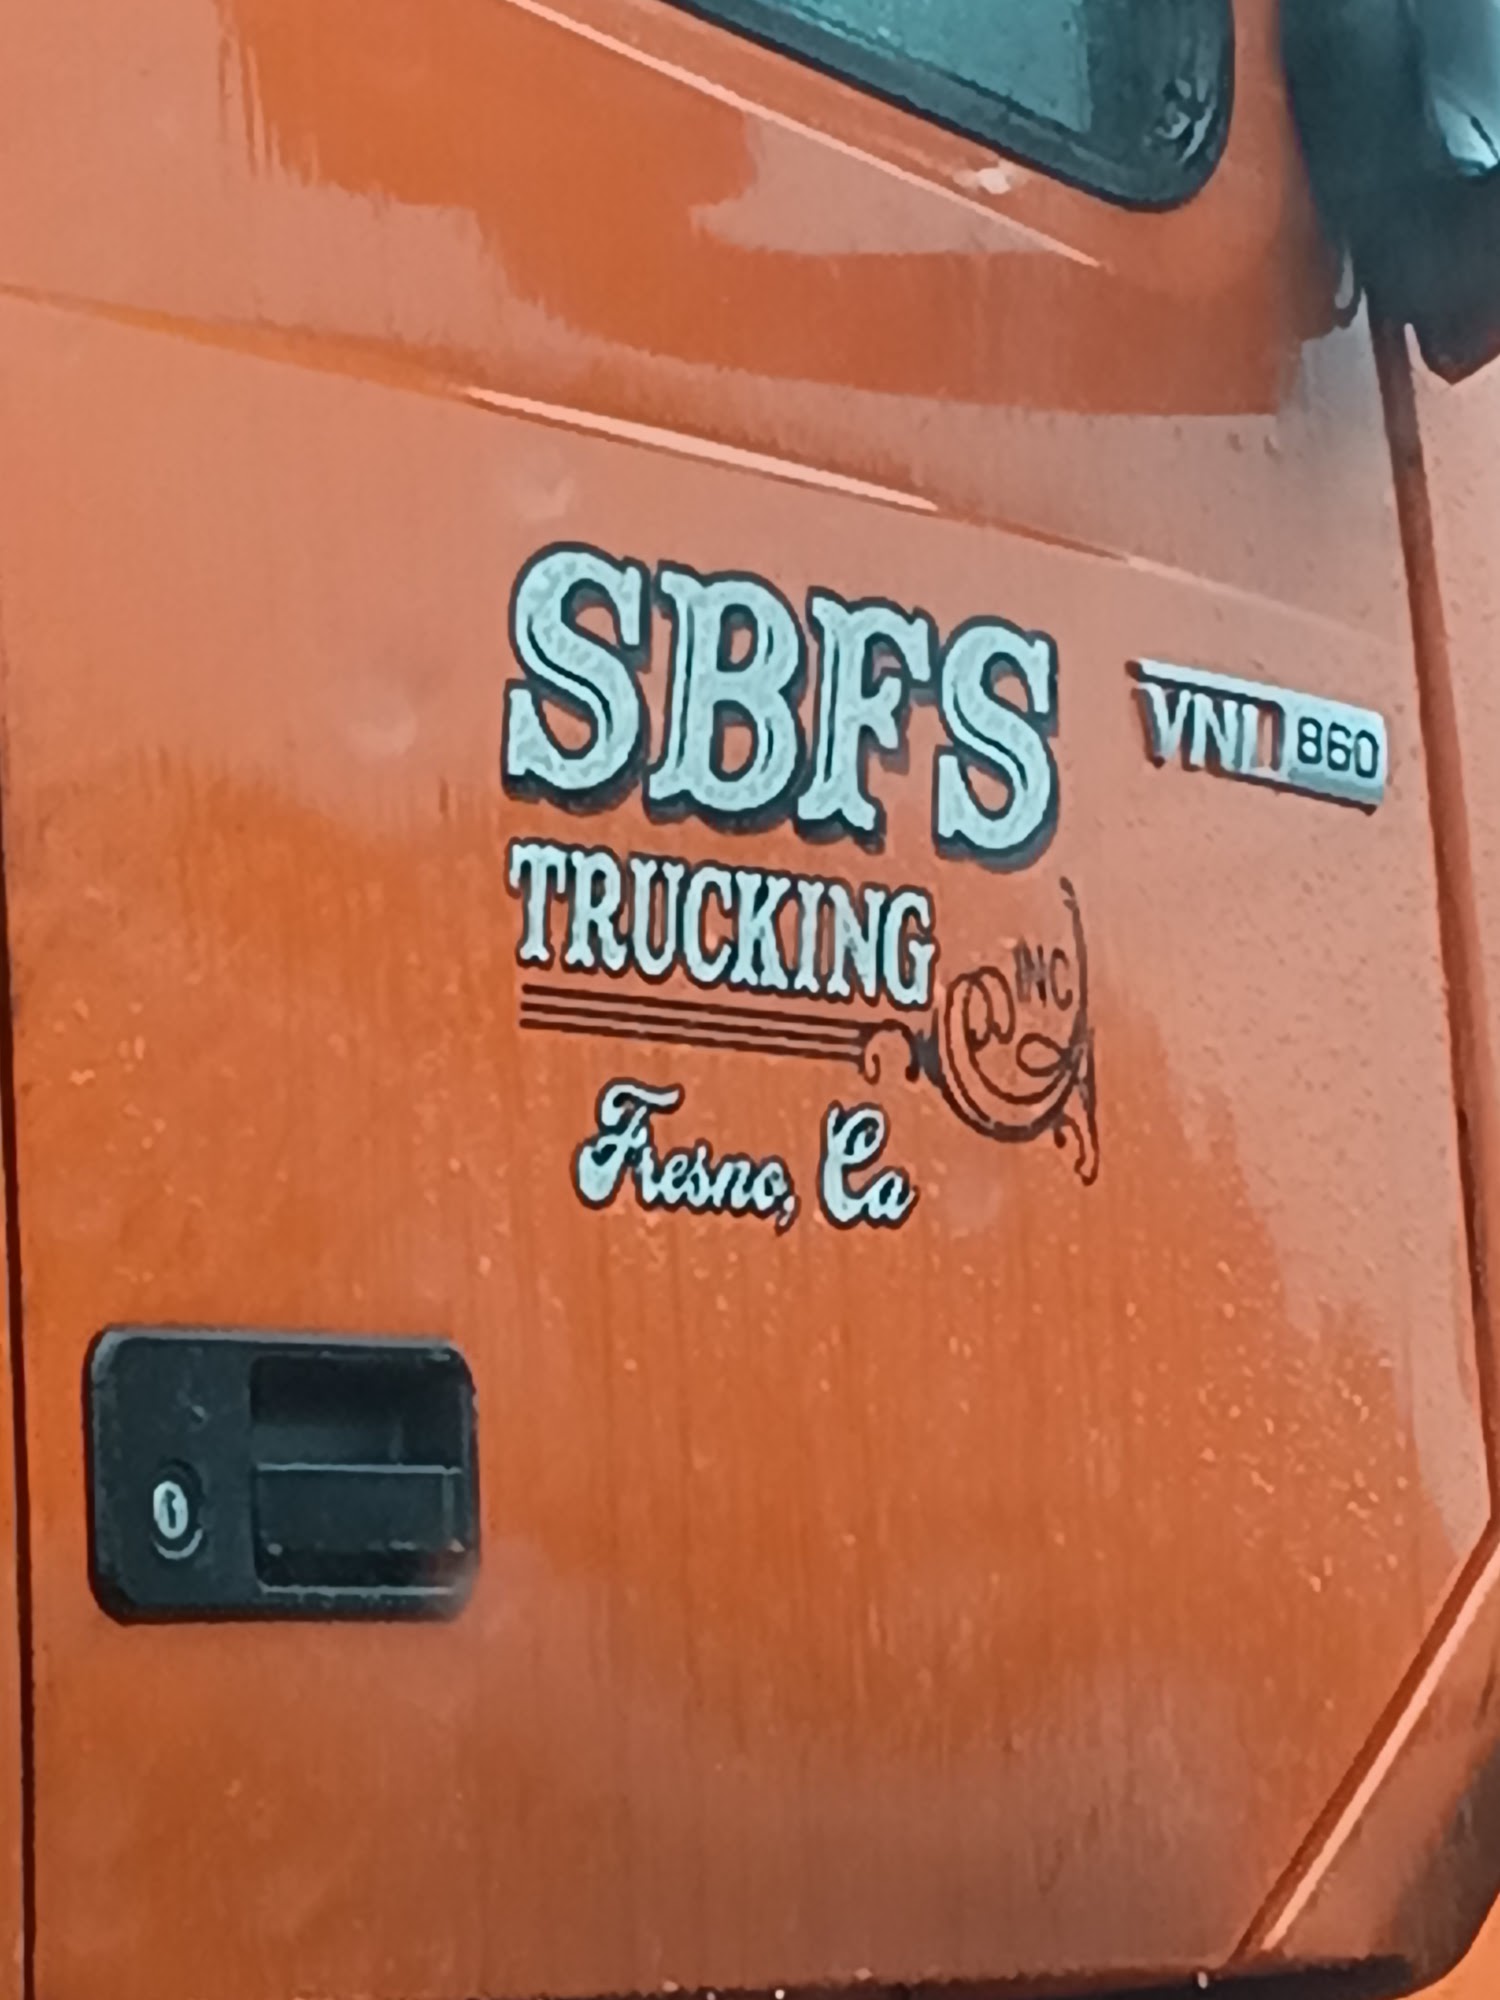 SBFS
VNL 860
TRUCKING
INC
Fresno, Ca